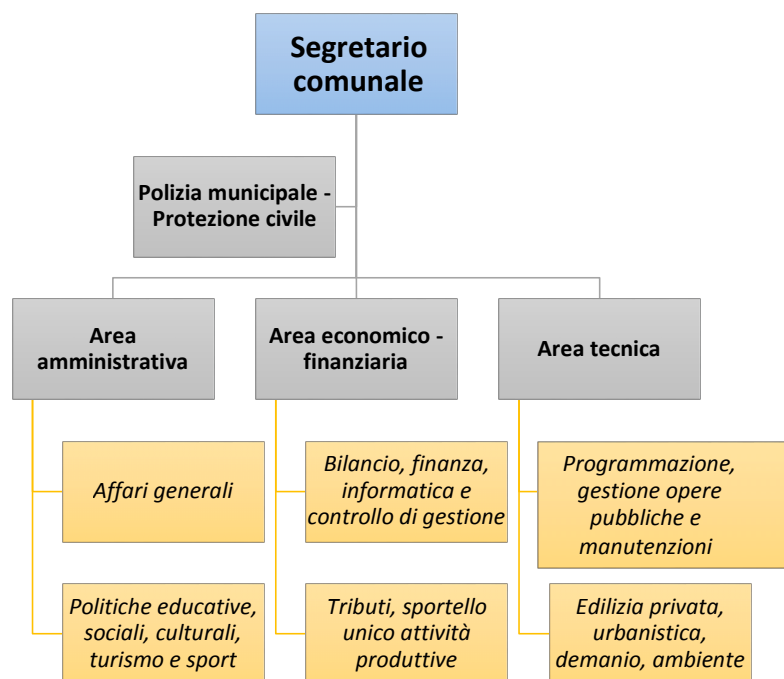 Segretario
comunale
Polizia municipale -
Protezione civile
Area
amministrativa
Area economico -
finanziaria
Area tecnica
Affari generali
Bilancio, finanza,
informatica e
controllo di gestione
Programmazione,
gestione opere
pubbliche e
manutenzioni
Politiche educative,
sociali, culturali,
turismo e sport
Tributi, sportello
unico attività
produttive
Edilizia privata,
urbanistica,
demanio, ambiente